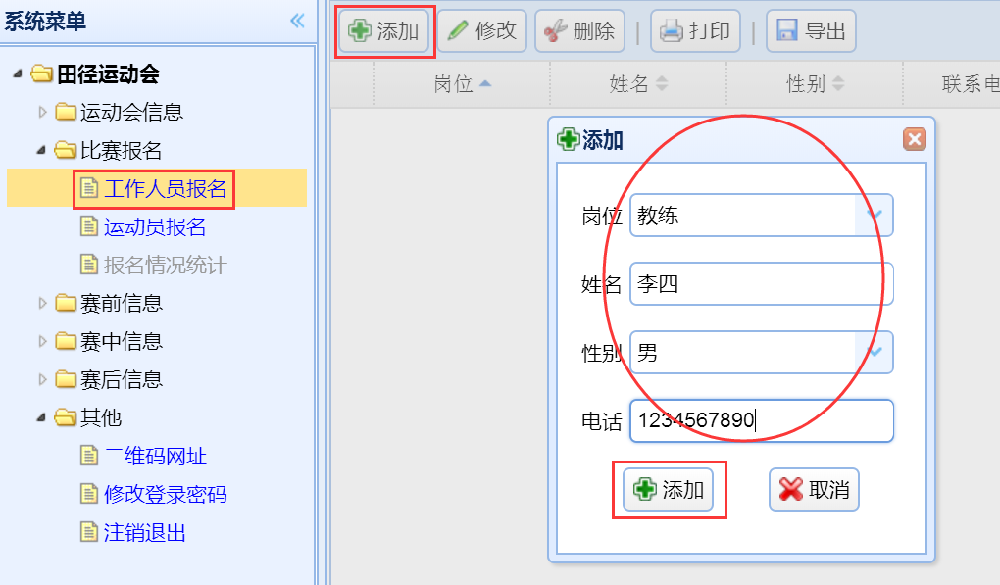 系统菜单
田径运动会
运动会信息
比赛报名
工作人员报名
运动员报名
报名情况统计
赛前信息
赛中信息
赛后信息
其他
二维码网址
修改登录密码
注销退出
添加 修改 删除 | 打印 | 导出
岗位 姓名 性别 联系电
添加
岗位 教练
姓名 李四
性别 男
电话 1234567890
添加 取消